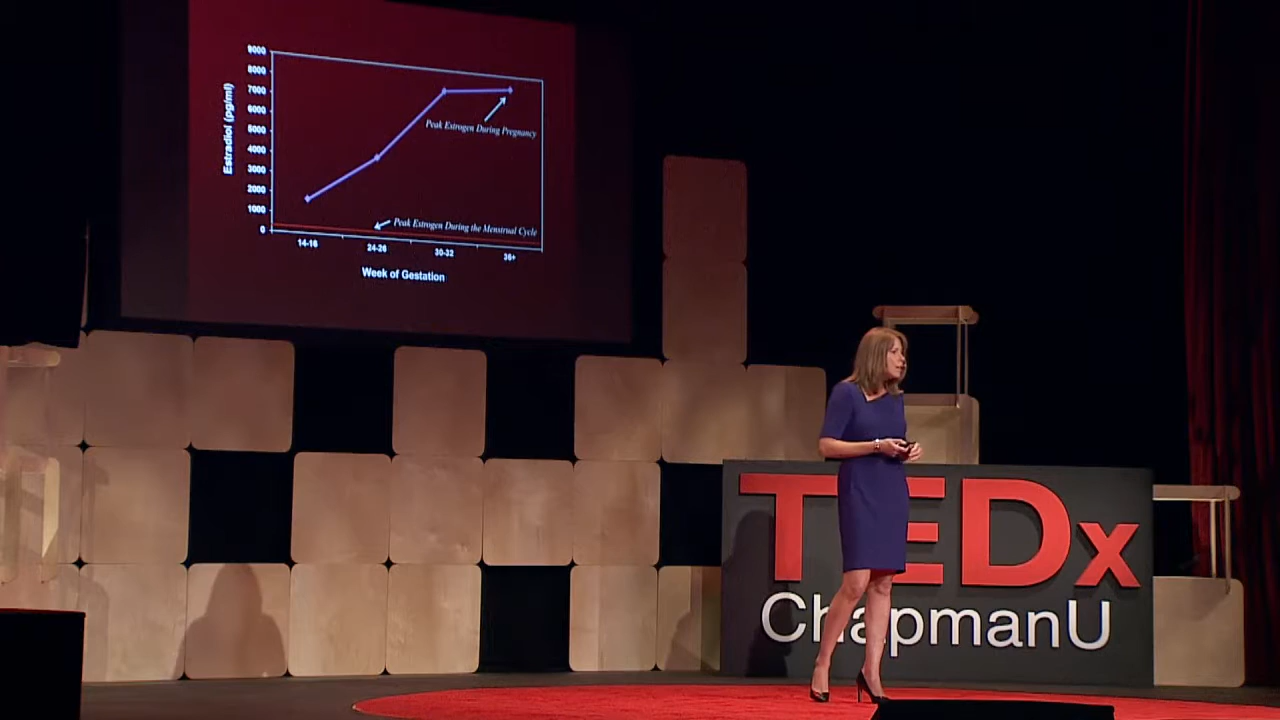 9000
8000
7000
6000
5000
4000
3000
2000
1000
0
Estradiol (pg/ml)
Peak Estrogen During Pregnancy
Peak Estrogen During the Menstrual Cycle
14-16
24-26
30-32
36+
Week of Gestation
TEDx
ChapmanU